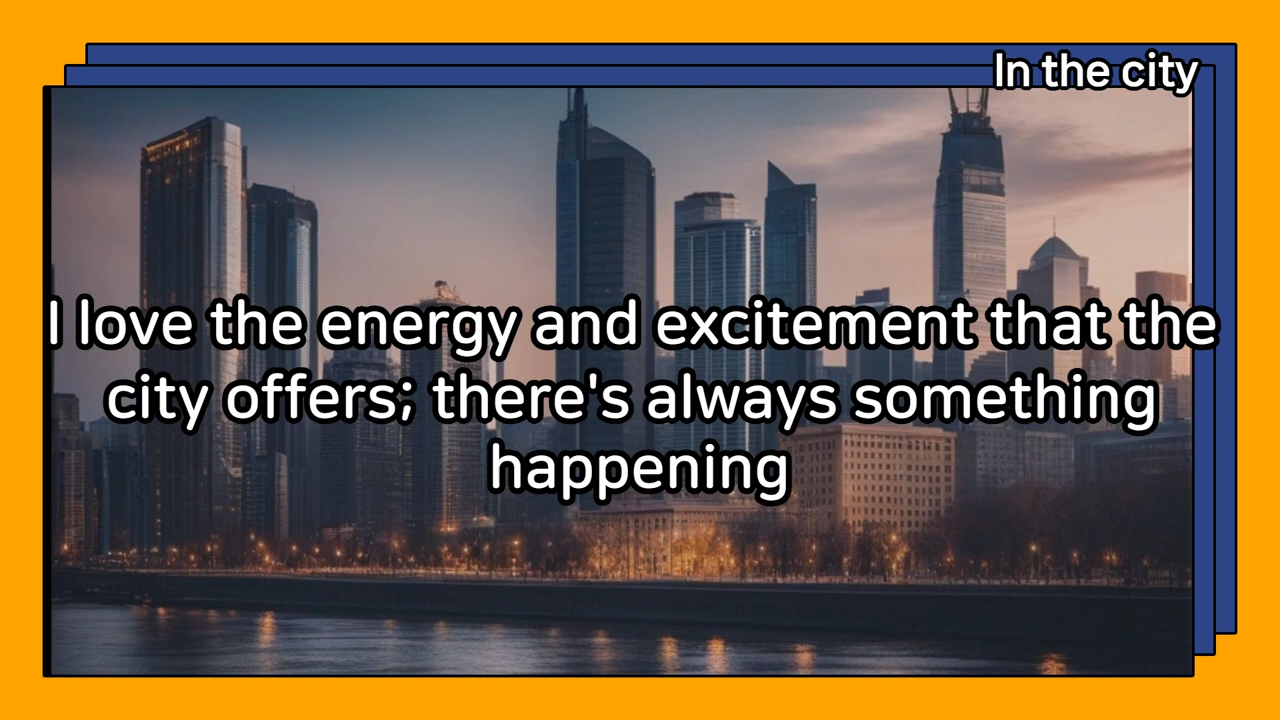 In the city
I love the energy and excitement that the
city offers; there's always something
happening